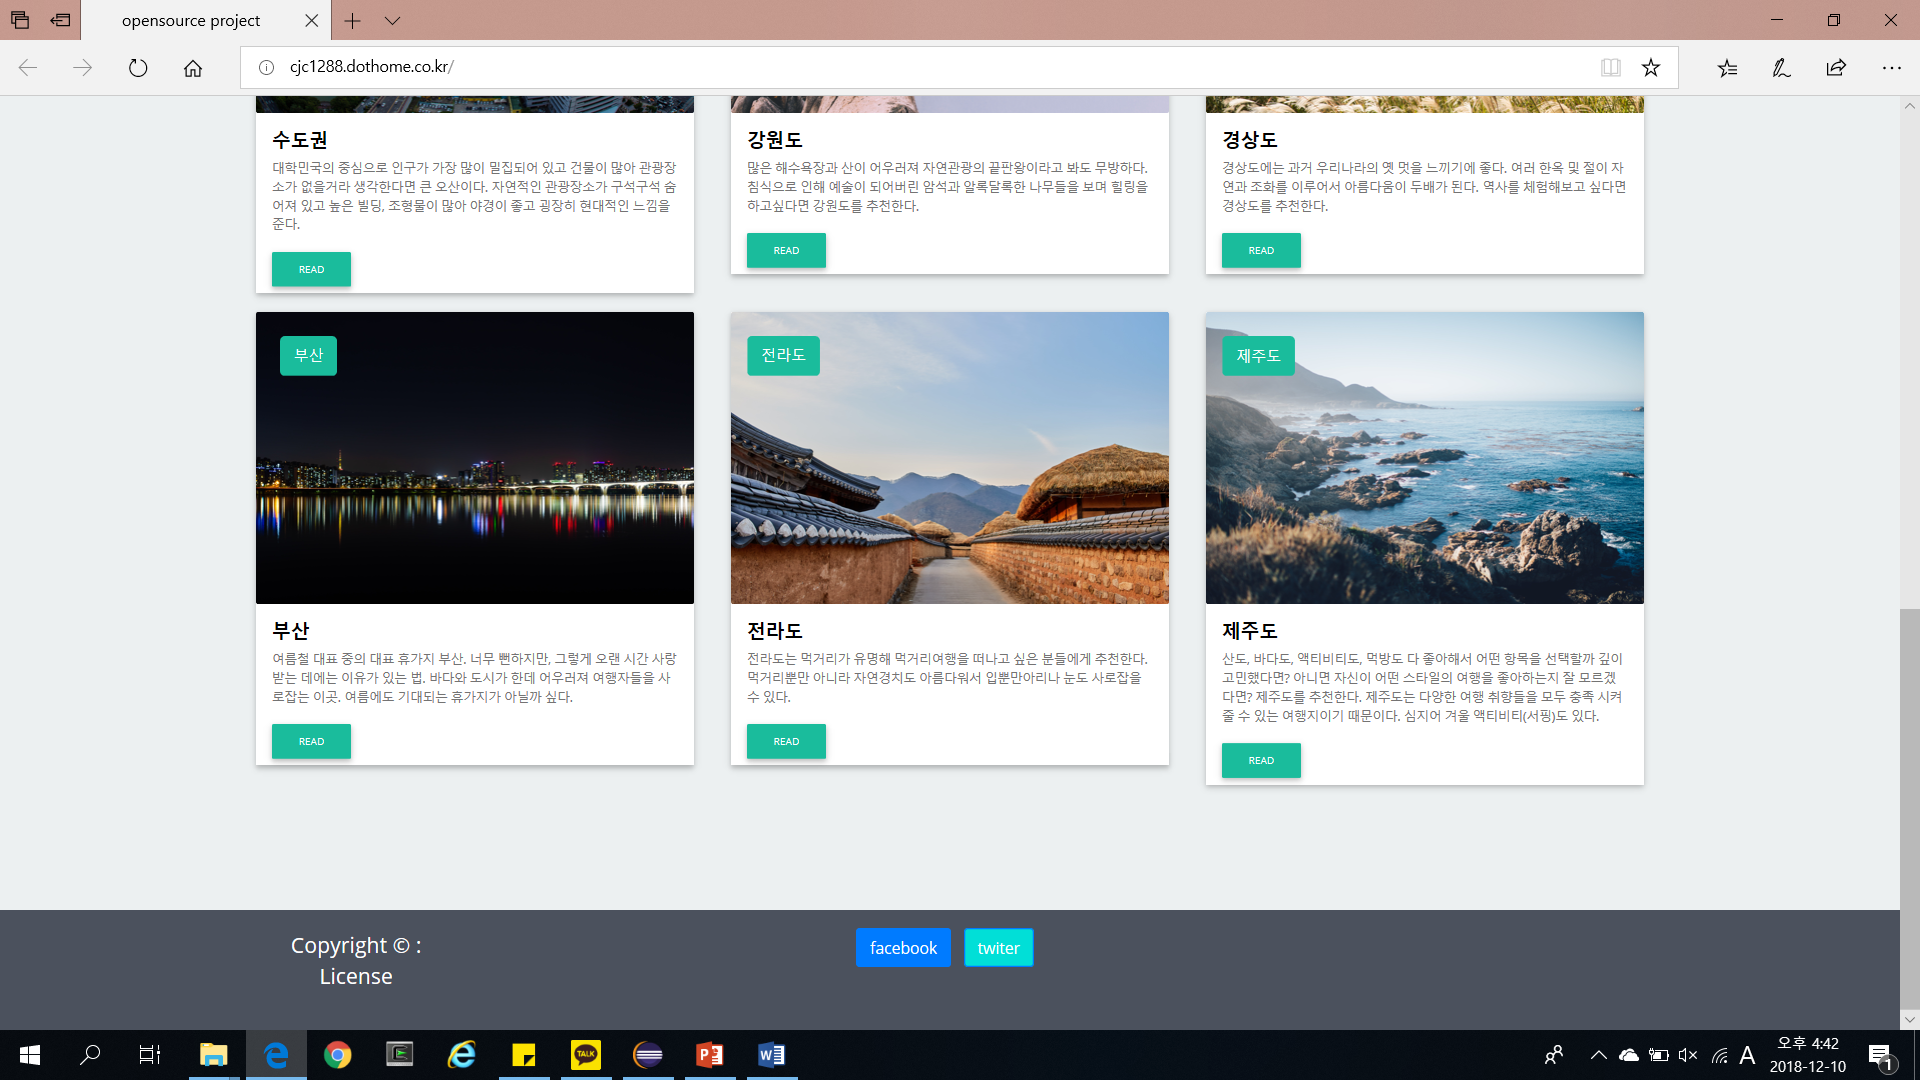 opensource project
cjc1288.dothome.co.kr/
수도권
대학민국의 중심으로 인구가 가장 많이 밀집되어 있고 건물이 많아 관광장
소가 없을거라 생각한다면 큰 오산이다. 자연적인 관광장소가 구석구석 숨
어져 있고 높은 빌딩, 조형물이 많아 야경이 좋고 굉장히 현대적인 느낌을
준다.
READ
강원도
많은 해수욕장과 산이 어우러져 자연관광의 끝판왕이라고 봐도 무방하다.
침식으로 인해 예술이 되어버린 암석과 알록달록한 나무들을 보며 힐링을
하고싶다면 강원도를 추천한다.
READ
경상도
경상도에는 과거 우리나라의 옛 멋을 느끼기에 좋다. 여러 한옥 및 절이 자
연과 조화를 이루어서 아름다움이 두배가 된다. 역사를 체험해보고 싶다면
경상도를 추천한다.
READ
부산
부산
여름철 대표 중의 대표 휴가지 부산. 너무 뻔하지만, 그렇게 오랜 시간 사랑
받는 데에는 이유가 있는 법. 바다와 도시가 한데 어우러져 여행자들을 사
로잡는 이곳. 여름에도 기대되는 휴가지가 아닐까 싶다.
READ
전라도
전라도
전라도는 먹거리가 유명해 먹거리여행을 떠나고 싶은 분들에게 추천한다.
먹거리뿐만 아니라 자연경치도 아름다워서 입뿐만아리나 눈도 사로잡을
수 있다.
READ
제주도
제주도
산도, 바다도, 액티비티도, 먹방도 다 좋아해서 어떤 항목을 선택할까 깊이
고민했다면? 아니면 자신이 어떤 스타일의 여행을 좋아하는지 잘 모르겠
다면? 제주도를 추천한다. 제주도는 다양한 여행 취향들을 모두 충족 시켜
줄 수 있는 여행지이기 때문이다. 심지어 겨울 액티비티(서핑)도 있다.
READ
Copyright © :
License
facebook
twiter
TALK
A
오후 4:42
2018-12-10
1